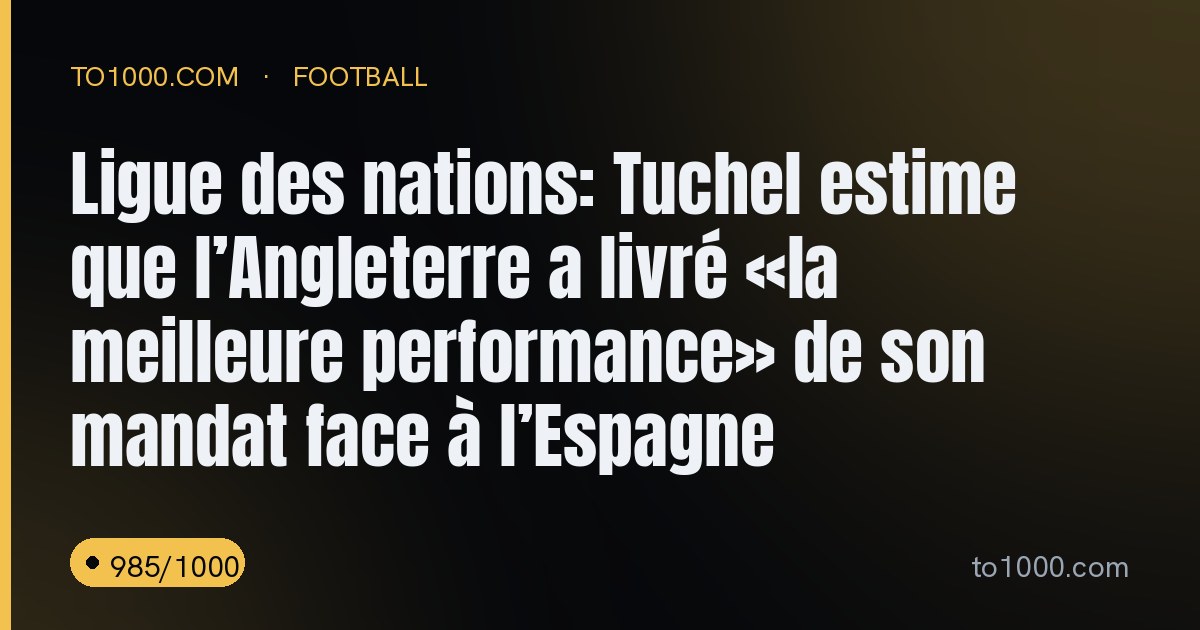 TO1000.COM · FOOTBALL
Ligue des nations: Tuchel estime
que l’Angleterre a livré «la
meilleure performance» de son
mandat face à l’Espagne
985/1000
to1000.com